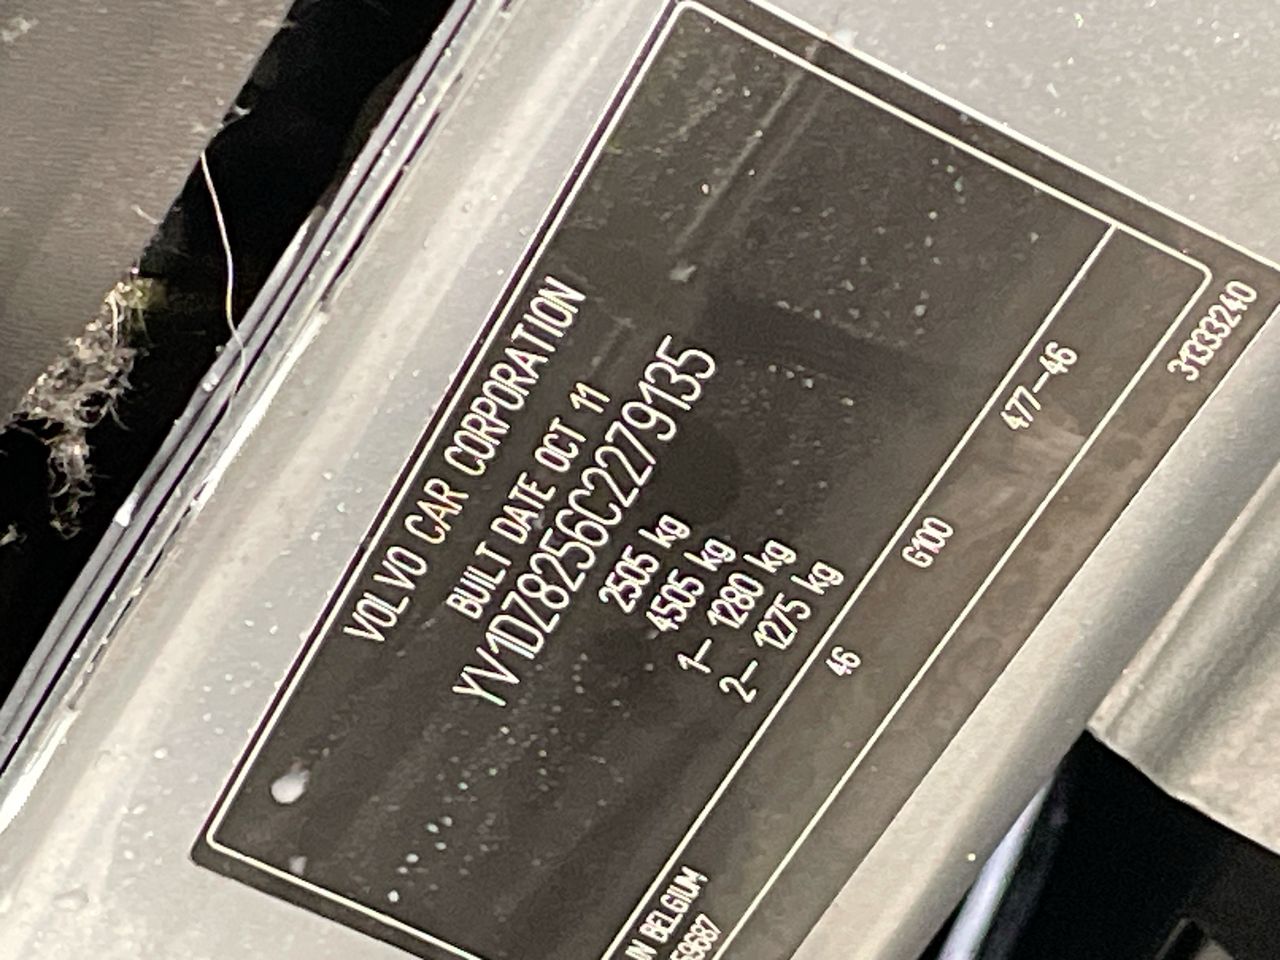 VOLVO CAR CORPORATION
BUILT DATE OCT 11
YV1DZ8256C2279135
2505 kg
4505 kg
1– 1280 kg
2– 1275 kg
46 G100 477–46
IN BELGIUM
59687
31333240